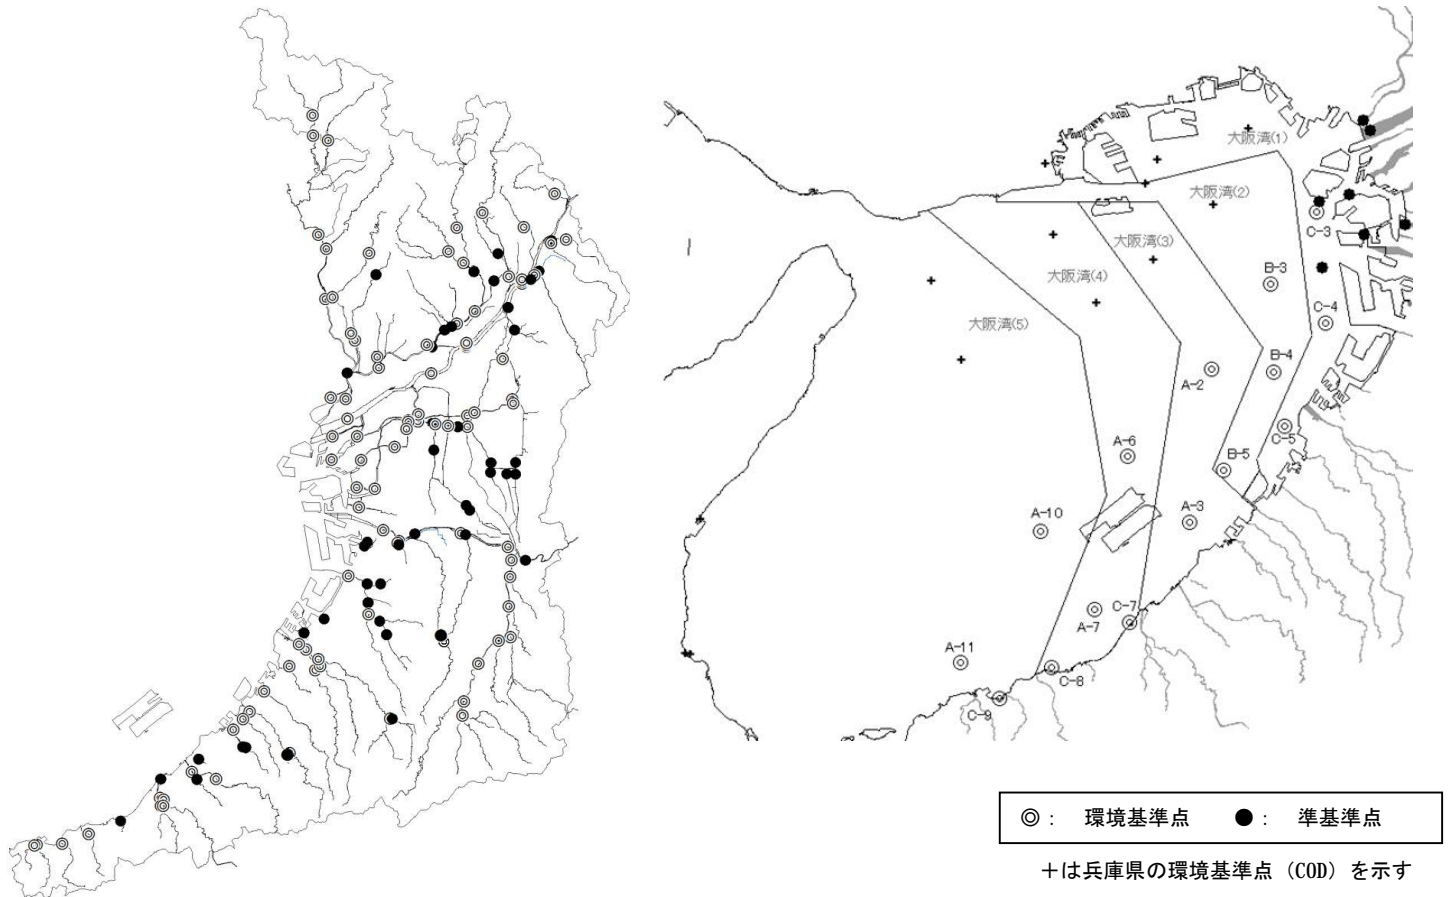 大阪湾(1)
大阪湾(2)
C-3
大阪湾(3)
B-3
大阪湾(4)
C-4
大阪湾(5)
B-4
A-2
C-5
A-6
B-5
A-10
A-3
C-7
A-7
A-11
C-8
C-9
◎： 環境基準点 ●： 準基準点
＋は兵庫県の環境基準点（COD）を示す